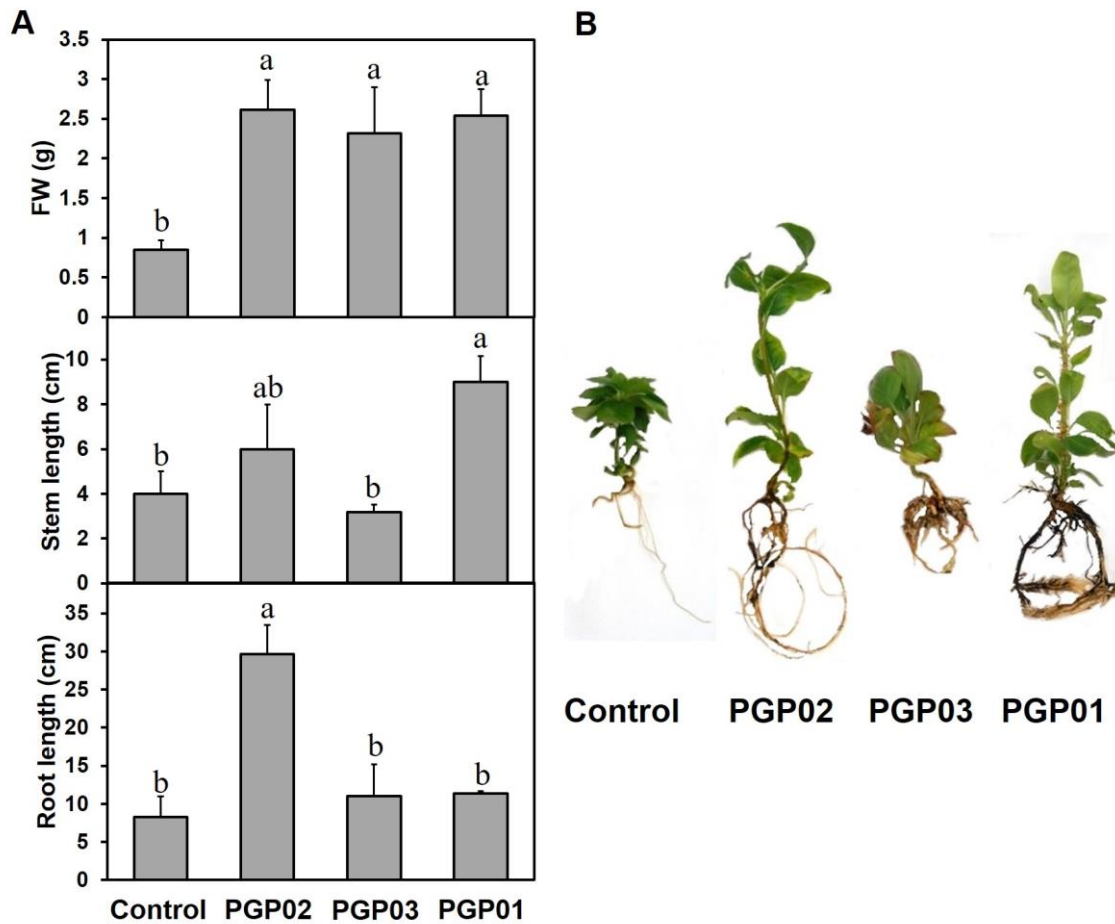 A
3.5
3
2.5
2
1.5
1
0.5
0
FW (g)
b
a
a
a
10
8
6
4
2
0
Stem length (cm)
b
ab
b
a
35
30
25
20
15
10
5
0
Root length (cm)
b
a
b
b
Control PGP02 PGP03 PGP01
B
Control PGP02 PGP03 PGP01